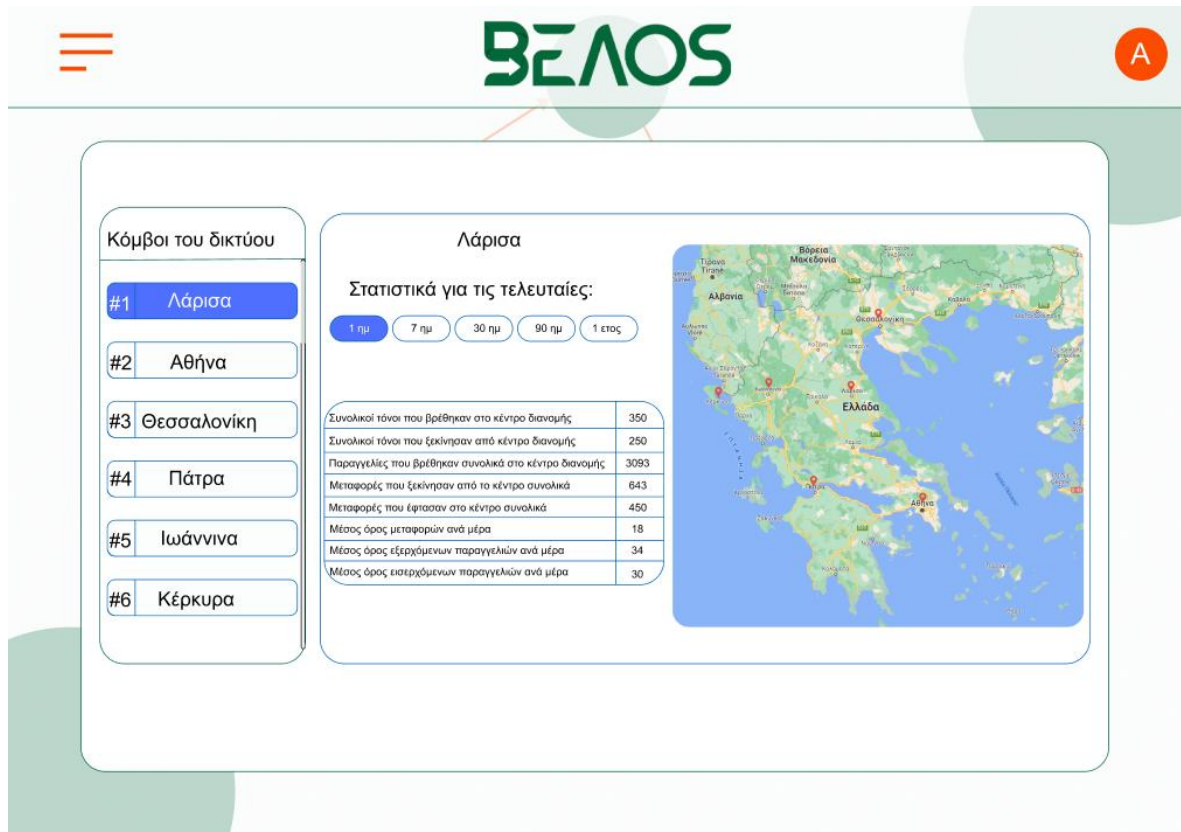 ΒΕΛΟΣ
A
Κόμβοι του δικτύου
#1 Λάρισα
#2 Αθήνα
#3 Θεσσαλονίκη
#4 Πάτρα
#5 Ιωάννινα
#6 Κέρκυρα
Λάρισα
Στατιστικά για τις τελευταίες:
1 ημ 7 ημ 30 ημ 90 ημ 1 ετος
Συνολικοί τόνοι που βρέθηκαν στο κέντρο διανομής 350
Συνολικοί τόνοι που ξεκίνησαν από κέντρο διανομής 250
Παραγγελίες που βρέθηκαν συνολικά στο κέντρο διανομής 3093
Μεταφορές που ξεκίνησαν από το κέντρο συνολικά 643
Μεταφορές που έφτασαν στο κέντρο συνολικά 450
Μέσος όρος μεταφορών ανά μέρα 18
Μέσος όρος εξερχόμενων παραγγελιών ανά μέρα 34
Μέσος όρος εισερχόμενων παραγγελιών ανά μέρα 30
Βόρεια
Μακεδονία
Τίρανα
Tiranë
Αλβανία
Θεσσαλονίκη
Ελλάδα
Αθήνα